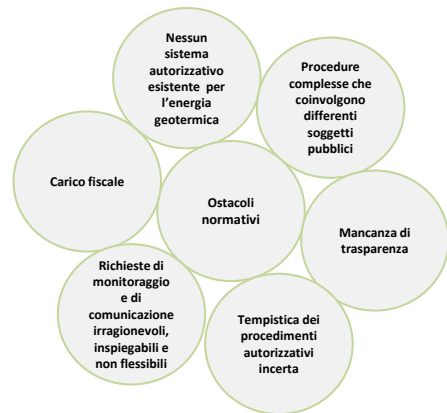 Nessun
sistema
autorizzativo
esistente per
l'energia
geotermica
Procedure
complesse che
coinvolgono
differenti
soggetti
pubblici
Carico fiscale
Ostacoli
normativi
Mancanza di
trasparenza
Richieste di
monitoraggio
e di
comunicazione
irragionevoli,
inspiegabili e
non flessibili
Tempistica dei
procedimenti
autorizzativi
incerta